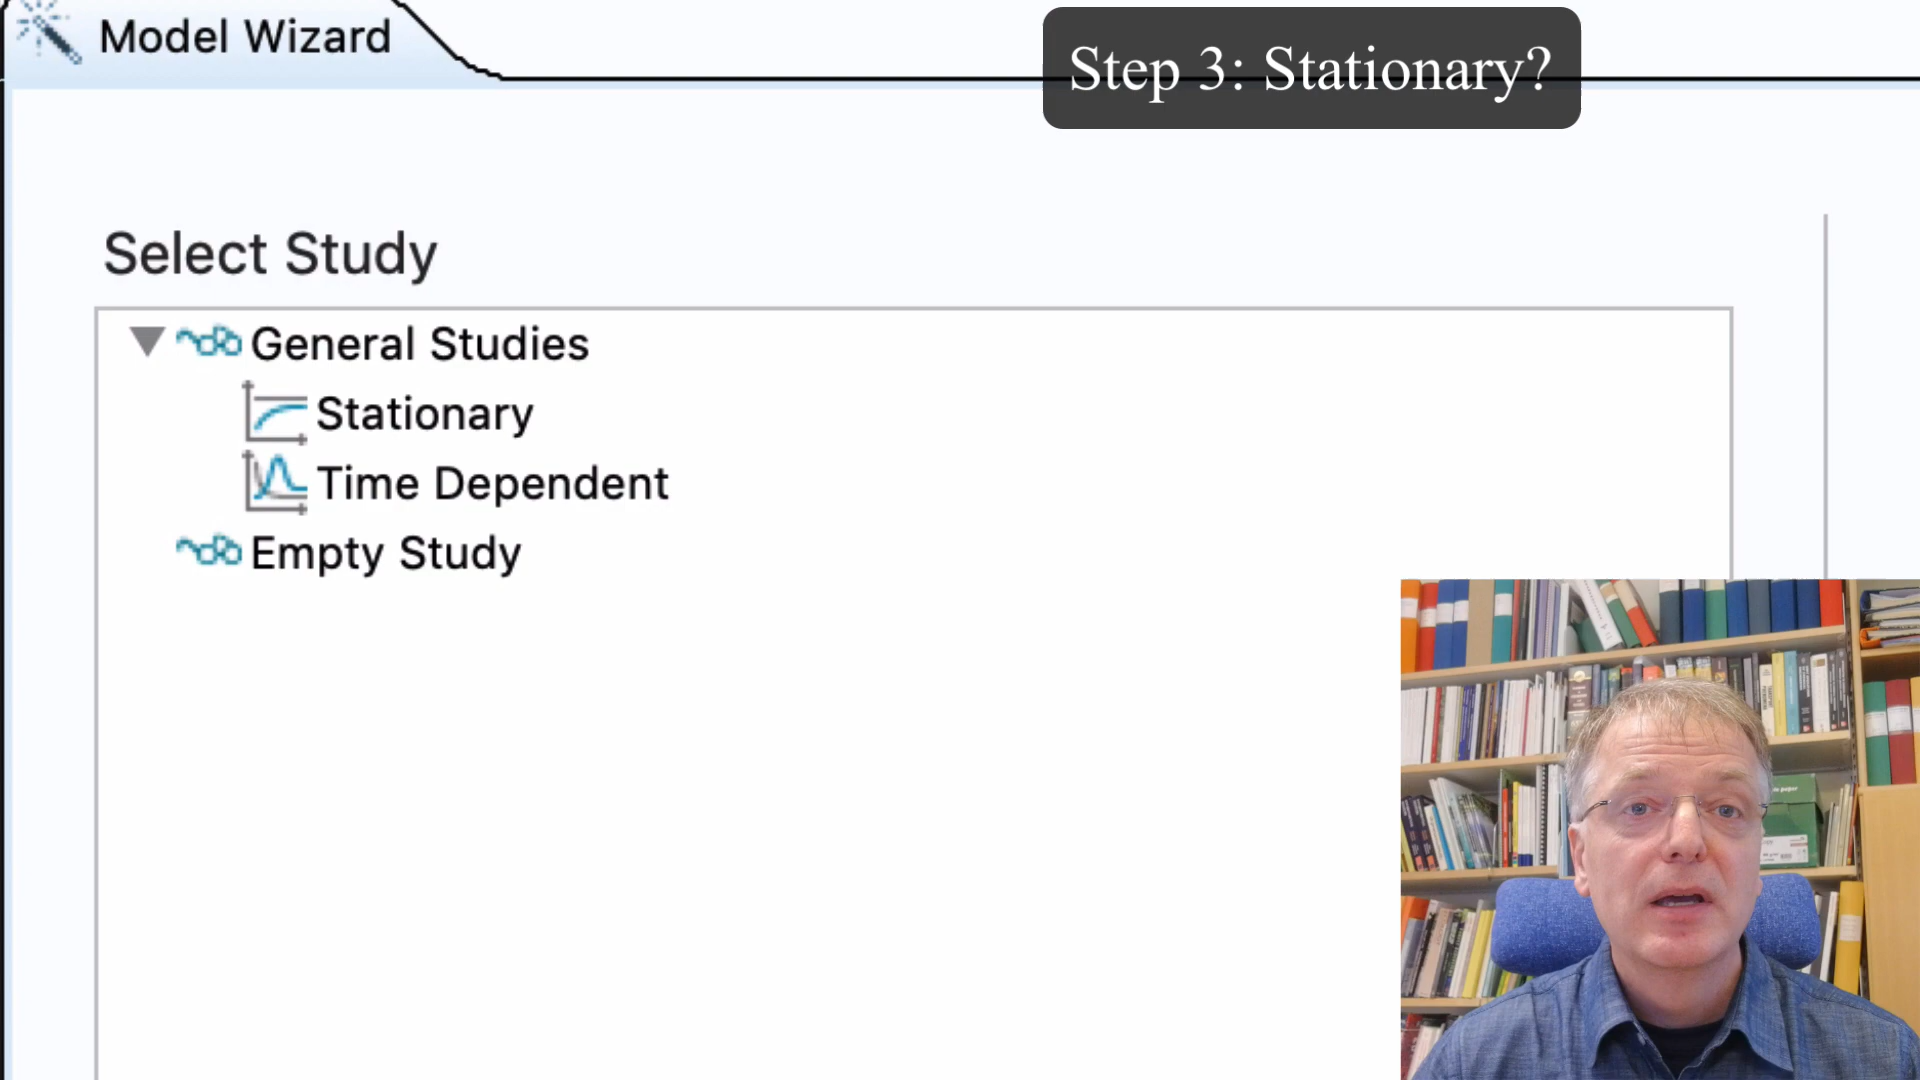 Model Wizard
Step 3: Stationary?
Select Study
General Studies
Stationary
Time Dependent
Empty Study